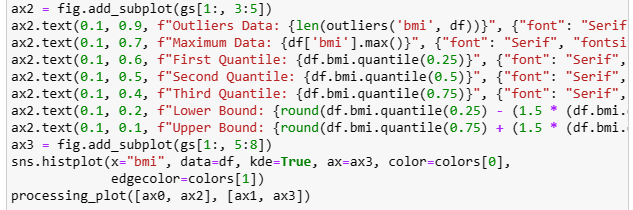 ax2 = fig.add_subplot(gs[1:, 3:5])
ax2.text(0.1, 0.9, f"Outliers Data: {len(outliers('bmi', df))}", {"font": "Serif
ax2.text(0.1, 0.7, f"Maximum Data: {df['bmi'].max()}", {"font": "Serif", "fontsi
ax2.text(0.1, 0.6, f"First Quantile: {df.bmi.quantile(0.25)}", {"font": "Serif",
ax2.text(0.1, 0.5, f"Second Quantile: {df.bmi.quantile(0.5)}", {"font": "Serif",
ax2.text(0.1, 0.4, f"Third Quantile: {df.bmi.quantile(0.75)}", {"font": "Serif",
ax2.text(0.1, 0.2, f"Lower Bound: {round(df.bmi.quantile(0.25) - (1.5 * (df.bmi.
ax2.text(0.1, 0.1, f"Upper Bound: {round(df.bmi.quantile(0.75) + (1.5 * (df.bmi.
ax3 = fig.add_subplot(gs[1:, 5:8])
sns.histplot(x="bmi", data=df, kde=True, ax=ax3, color=colors[0],
             edgecolor=colors[1])
processing_plot([ax0, ax2], [ax1, ax3])